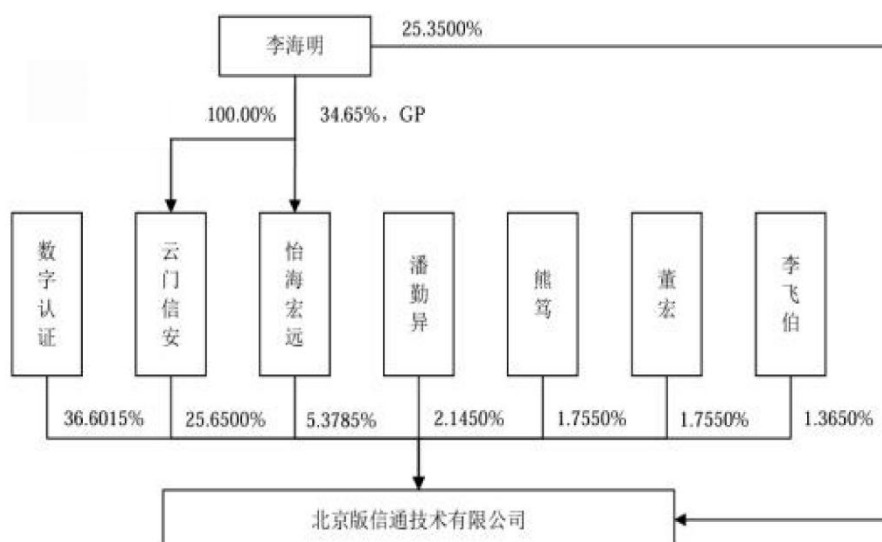 25.3500%
李海明
100.00%
34.65%，GP
数字认证
云门信安
怡海宏远
潘勤异
熊笃
董宏
李飞伯
36.6015%
25.6500%
5.3785%
2.1450%
1.7550%
1.7550%
1.3650%
北京版信通技术有限公司